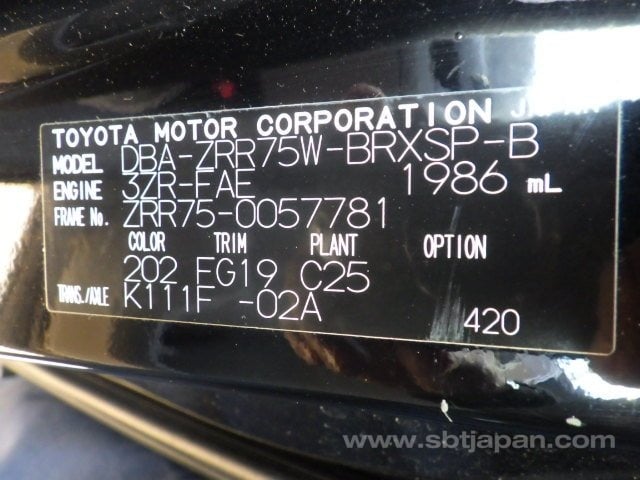 TOYOTA MOTOR CORPORATION
MODEL DBA-ZRR75W-BRXSP-B
ENGINE 3ZR-FAE 1986 mL
FRAME No. ZRR75-0057781
COLOR TRIM PLANT OPTION
202 FG19 C25
TRANS./AXLE K111F -02A
420
www.sbtjapan.com